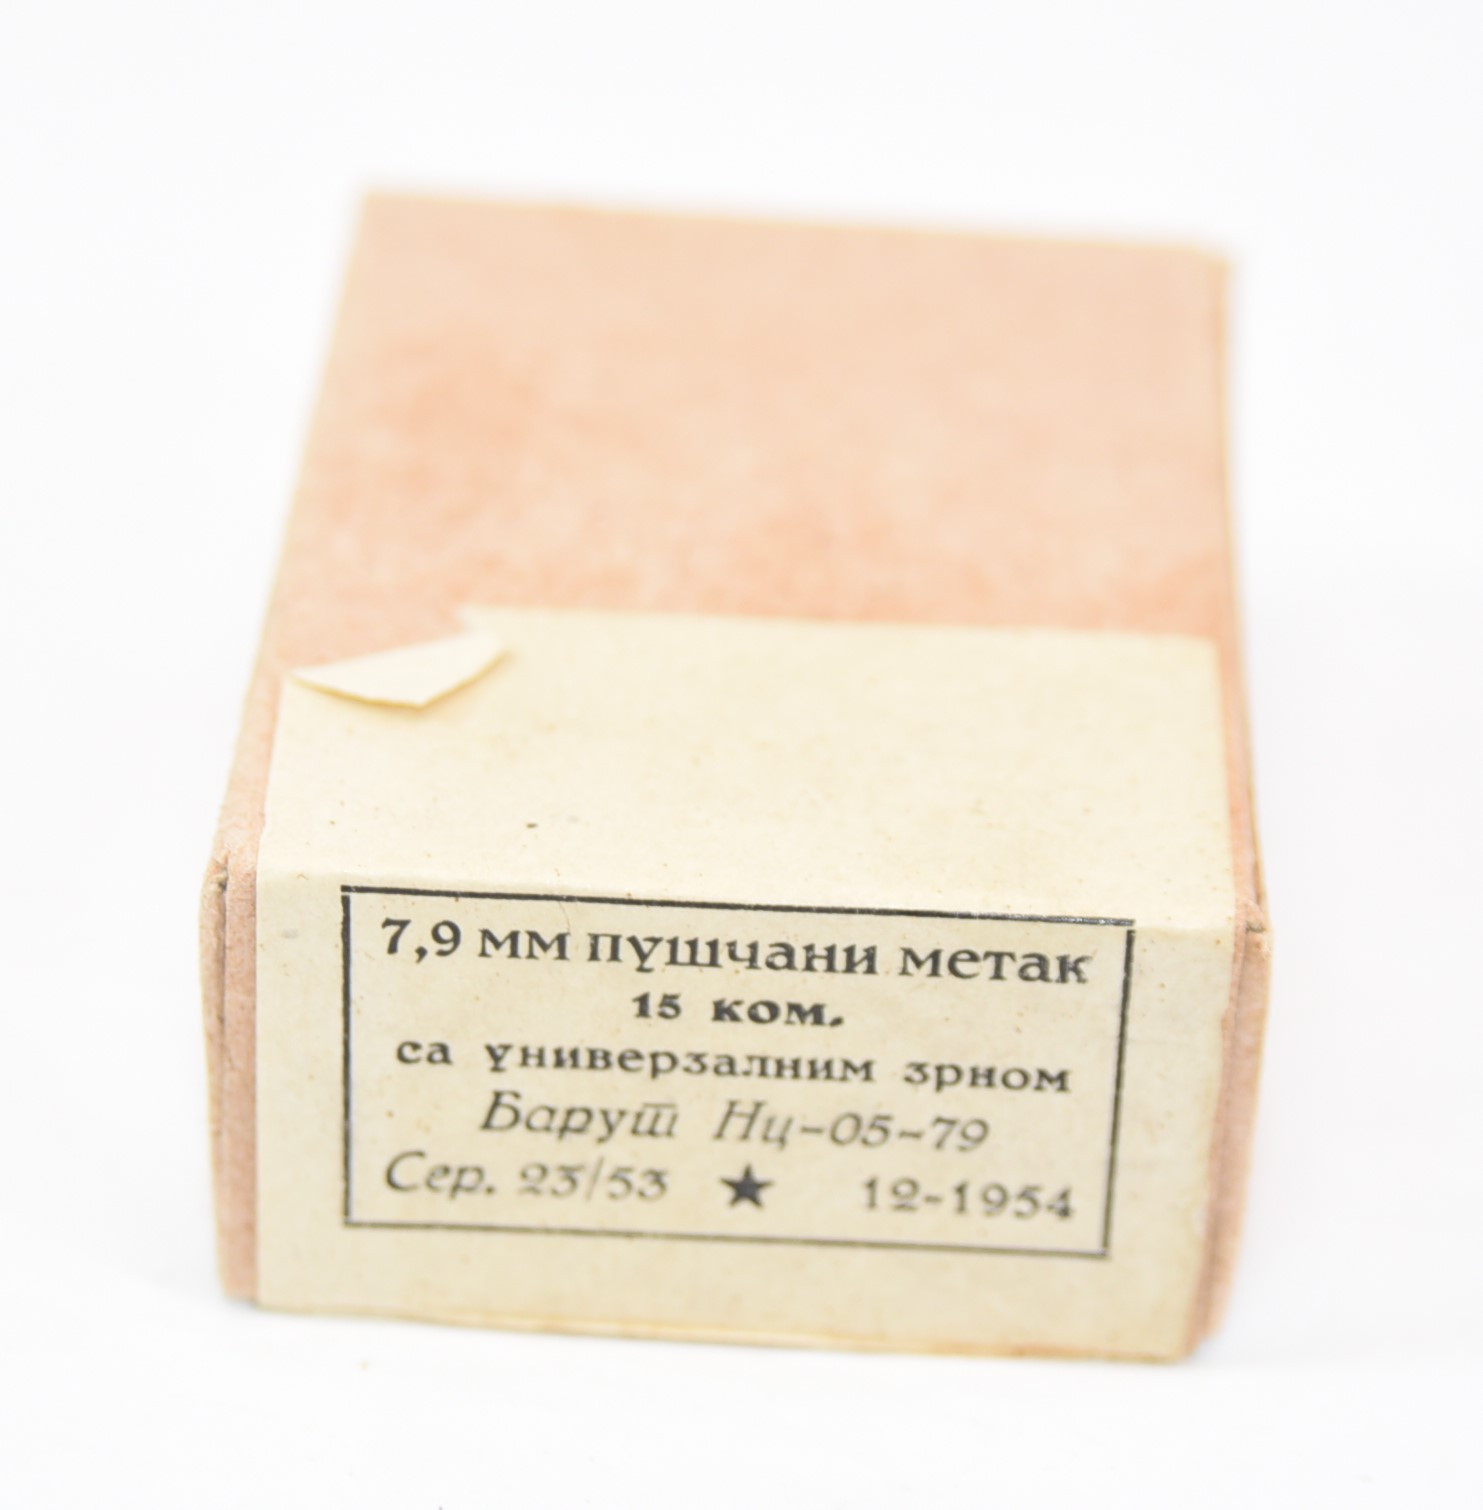 7,9 мм пушчани метак
15 ком.
са универзалним зрном
Барут Нц-05-79
Сер. 23/53 ★ 12-1954